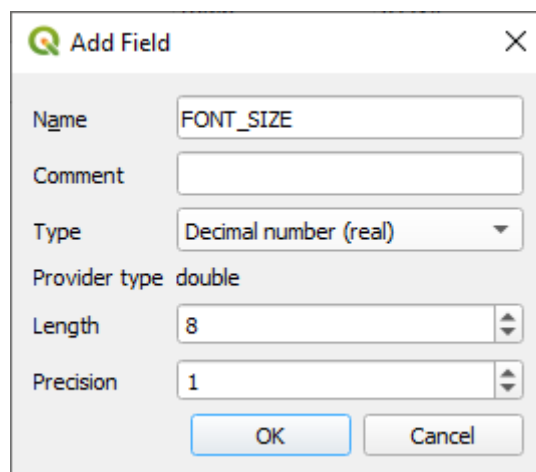 Add Field
Name FONT_SIZE
Comment
Type Decimal number (real)
Provider type double
Length 8
Precision 1
OK Cancel